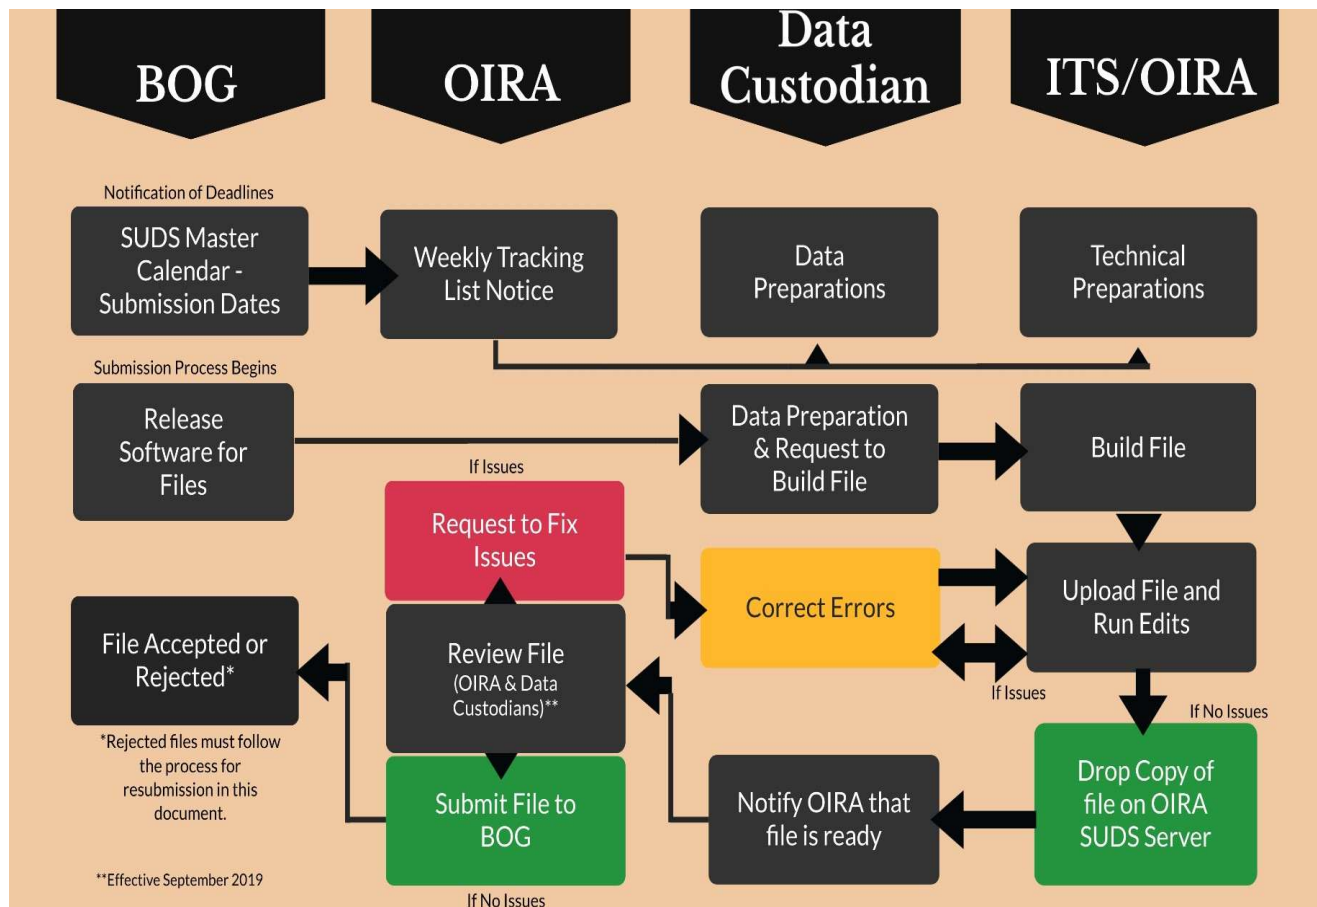 BOG
OIRA
Data
Custodian
ITS/OIRA
Notification of Deadlines
SUDS Master
Calendar -
Submission Dates
Weekly Tracking
List Notice
Data
Preparations
Technical
Preparations
Submission Process Begins
Release
Software for
Files
Data Preparation
& Request to
Build File
Build File
If Issues
Request to Fix
Issues
Correct Errors
Upload File and
Run Edits
If Issues
If No Issues
File Accepted or
Rejected*
Review File
(OIRA & Data
Custodians)**
*Rejected files must follow
the process for
resubmission in this
document.
Submit File to
BOG
Notify OIRA that
file is ready
Drop Copy of
file on OIRA
SUDS Server
**Effective September 2019
If No Issues